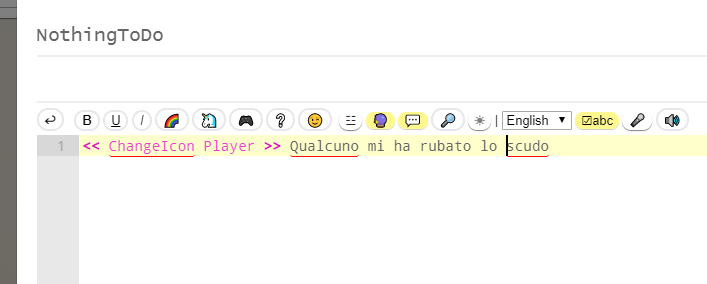 NothingToDo
B U I ? | English ▼ ☑abc
1 << ChangeIcon Player >> Qualcuno mi ha rubato lo scudo